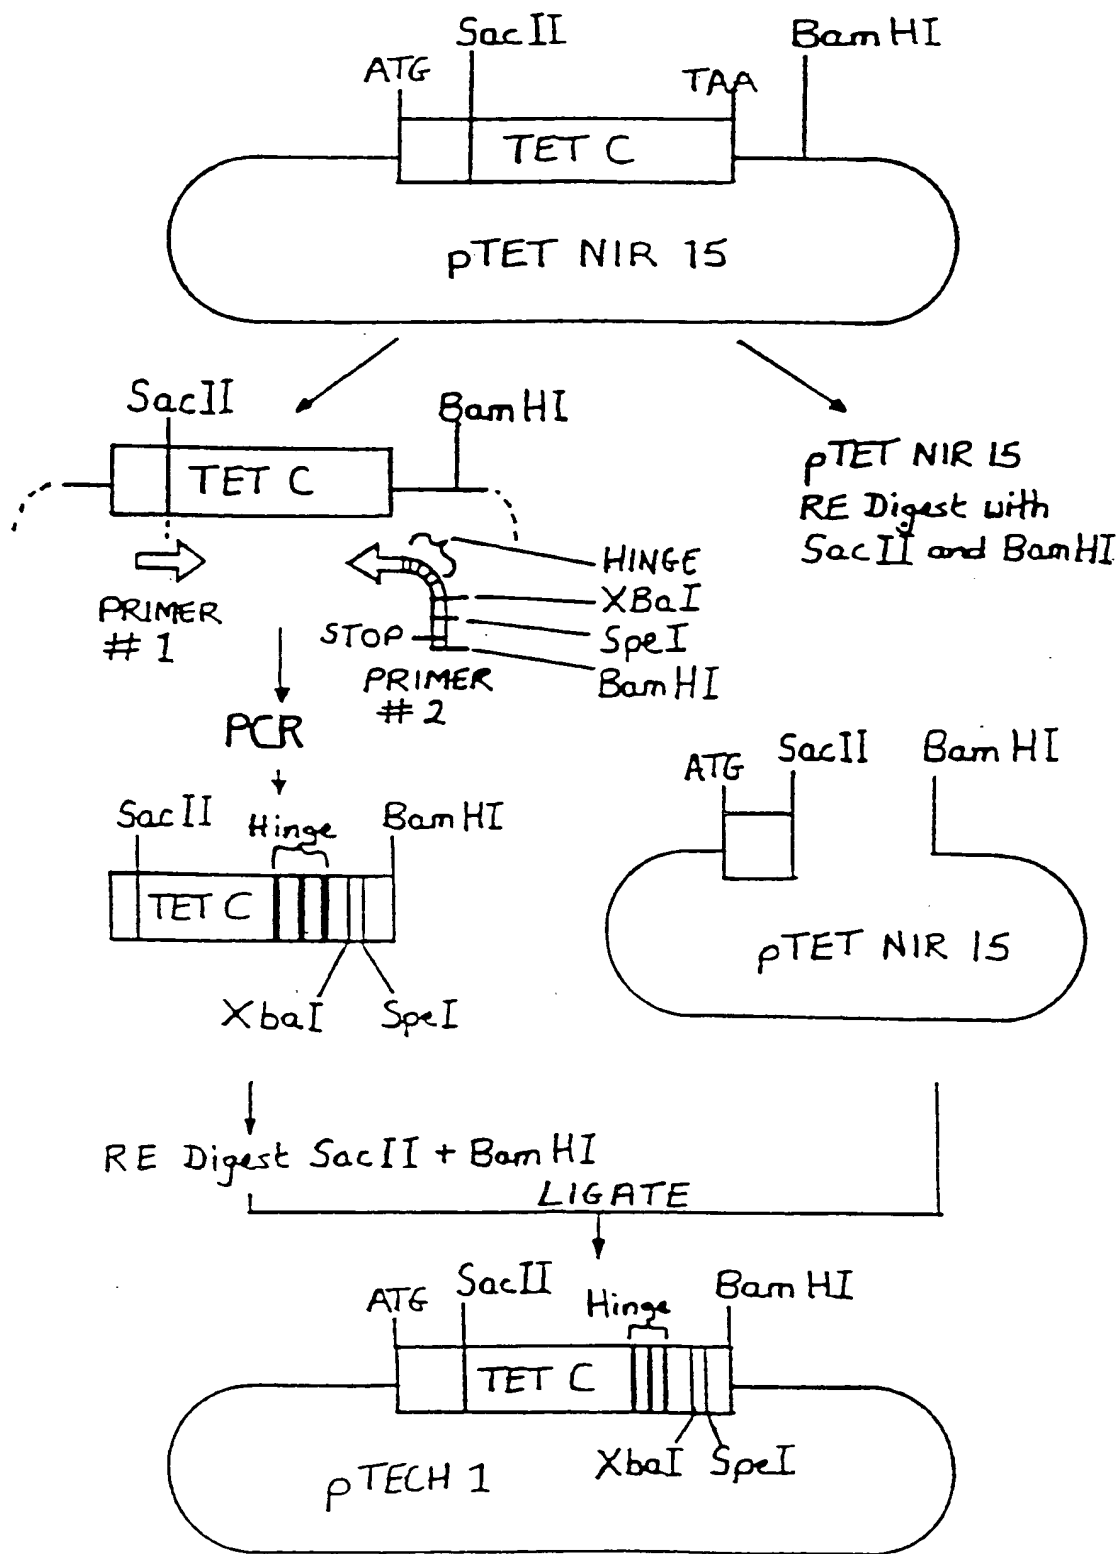 SacII
BamHI
ATG
TAA
TET C
pTET NIR 15
SacII
BamHI
TET C
pTET NIR 15
RE Digest with
SacII and BamHI
HINGE
XBaI
SpeI
BamHI
STOP
PRIMER
# 1
PRIMER
# 2
PCR
SacII
Hinge
BamHI
TET C
XbaI
SpeI
ATG
SacII
BamHI
pTET NIR 15
RE Digest SacII + BamHI
LIGATE
ATG
SacII
Hinge
BamHI
TET C
XbaI
SpeI
pTECH 1